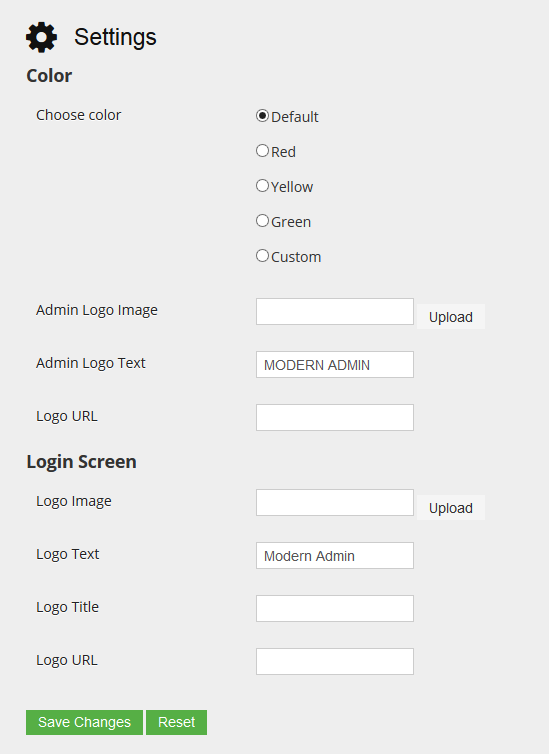 Settings
Color
Choose color
Default
Red
Yellow
Green
Custom
Admin Logo Image Upload
Admin Logo Text MODERN ADMIN
Logo URL
Login Screen
Logo Image Upload
Logo Text Modern Admin
Logo Title
Logo URL
Save Changes Reset